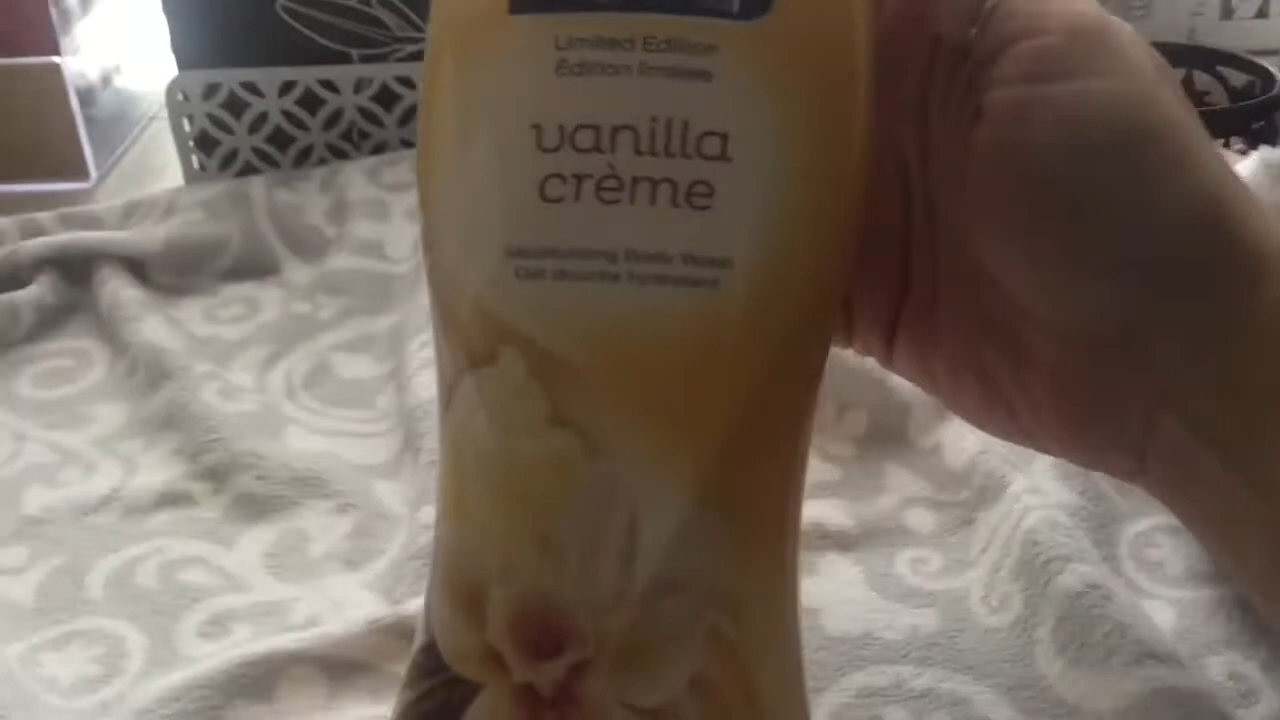 Limited Edition
Édition limitée
vanilla
crème
Moisturizing Body Wash
Gel douche hydratant